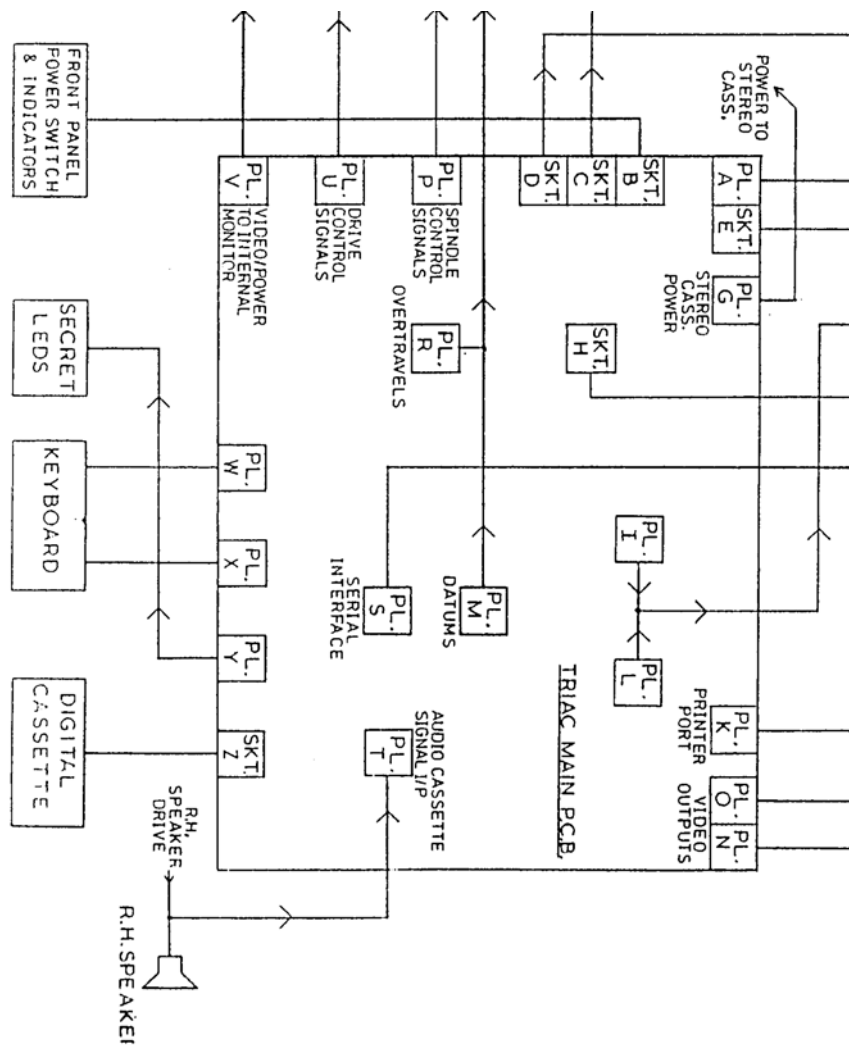 FRONT PANEL
POWER SWITCH
& INDICATORS
SECRET
LEDS
KEYBOARD
DIGITAL
CASSETTE
POWER TO
STEREO
CASS.
PL.
V
VIDEO/POWER
TO INTERNAL
MONITOR
PL.
U
DRIVE
CONTROL
SIGNALS
PL.
P
SPINDLE
CONTROL
SIGNALS
SKT.
D
SKT.
C
SKT.
B
PL.
A
SKT.
E
PL.
G
STEREO
CASS.
POWER
PL.
R
OVERTRAVELS
SKT.
H
PL.
W
PL.
X
PL.
Y
SKT.
Z
PL.
S
SERIAL
INTERFACE
PL.
M
DATUMS
PL.
I
PL.
L
TRIAC MAIN P.C.B.
PL.
K
PRINTER
PORT
PL.
O
PL.
N
VIDEO
OUTPUTS
PL.
T
AUDIO CASSETTE
SIGNAL I/P
R.H.
SPEAKER
DRIVE
R.H. SPEAKE